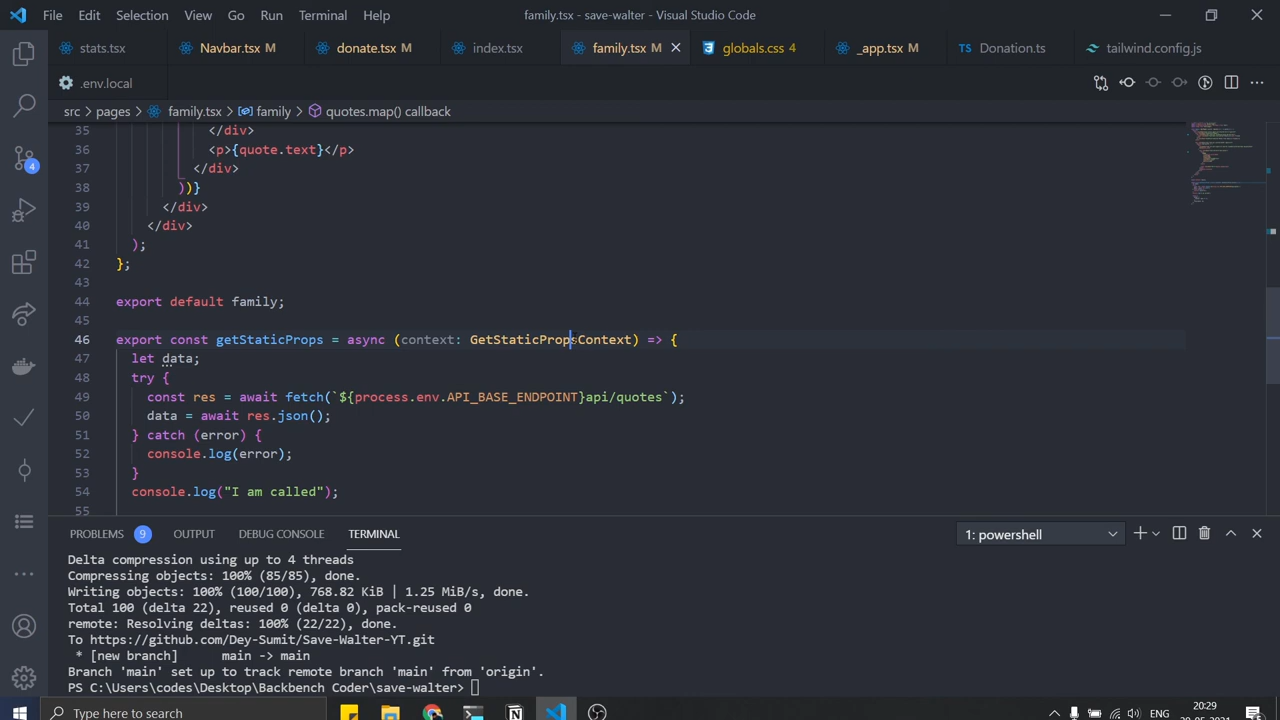 File Edit Selection View Go Run Terminal Help family.tsx - save-walter - Visual Studio Code
stats.tsx Navbar.tsx M donate.tsx M index.tsx family.tsx M globals.css 4 _app.tsx M Donation.ts tailwind.config.js
.env.local
src > pages > family.tsx > family > quotes.map() callback
35 </div>
36 <p>{quote.text}</p>
37 </div>
38 ))}
39 </div>
40 </div>
41 );
42 };
43
44 export default family;
45
46 export const getStaticProps = async (context: GetStaticPropsContext) => {
47 let data;
48 try {
49 const res = await fetch(`${process.env.API_BASE_ENDPOINT}api/quotes`);
50 data = await res.json();
51 } catch (error) {
52 console.log(error);
53 }
54 console.log("I am called");
55
4
PROBLEMS 9 OUTPUT DEBUG CONSOLE TERMINAL 1: powershell
Delta compression using up to 4 threads
Compressing objects: 100% (85/85), done.
Writing objects: 100% (100/100), 768.82 KiB | 1.25 MiB/s, done.
Total 100 (delta 22), reused 0 (delta 0), pack-reused 0
remote: Resolving deltas: 100% (22/22), done.
To https://github.com/Dey-Sumit/Save-Walter-YT.git
* [new branch] main -> main
Branch 'main' set up to track remote branch 'main' from 'origin'.
PS C:\Users\codes\Desktop\Backbench Coder\save-walter>
Type here to search ENG 20:29